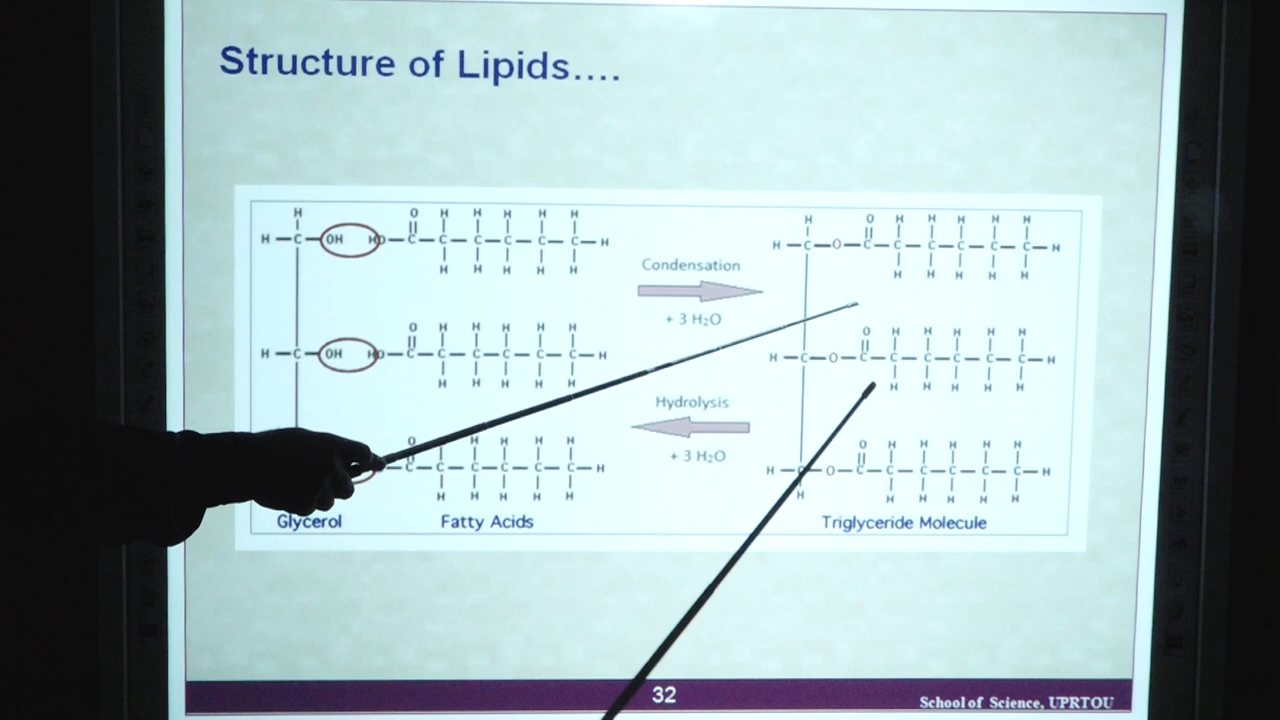 Structure of Lipids....
H
O H H H H H
H – C – OH HO – C – C – C – C – C – C – H
H H H H H
O H H H H H
H – C – OH HO – C – C – C – C – C – C – H
H H H H H
O H H H
C – C – C – C – C – C – H
H H H H H
Glycerol
Fatty Acids
Condensation
+ 3 H₂O
Hydrolysis
+ 3 H₂O
H
O H H H H H
H – C – O – C – C – C – C – C – C – H
H H H H H
O H H H H H
H – C – O – C – C – C – C – C – C – H
H H H H H
O H H H H H
H – C – O – C – C – C – C – C – C – H
H H H H H H
Triglyceride Molecule
32
School of Science, UPRTOU